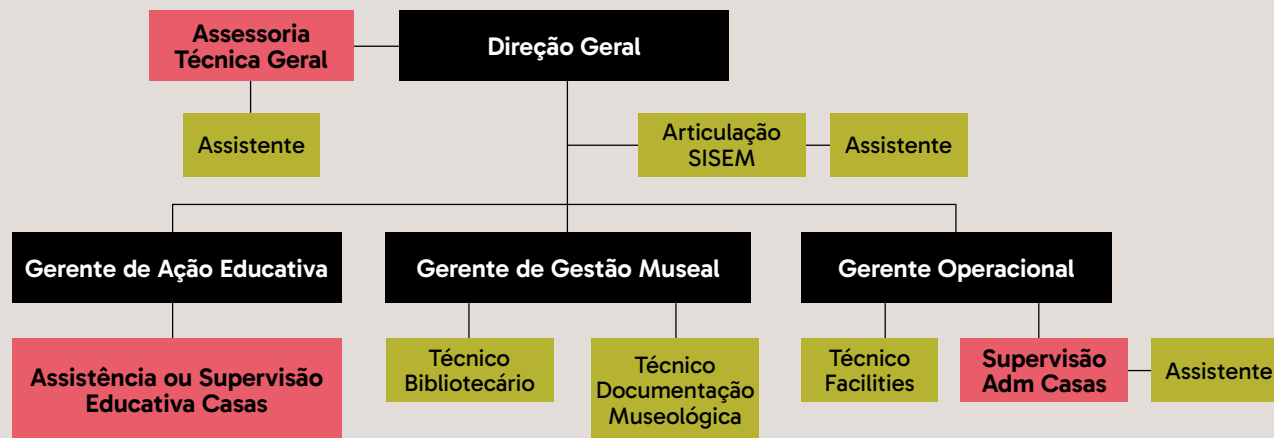 Assessoria
Técnica Geral
Direção Geral
Assistente
Articulação
SISEM
Assistente
Gerente de Ação Educativa
Gerente de Gestão Museal
Gerente Operacional
Assistência ou Supervisão
Educativa Casas
Técnico
Bibliotecário
Técnico
Documentação
Museológica
Técnico
Facilities
Supervisão
Adm Casas
Assistente